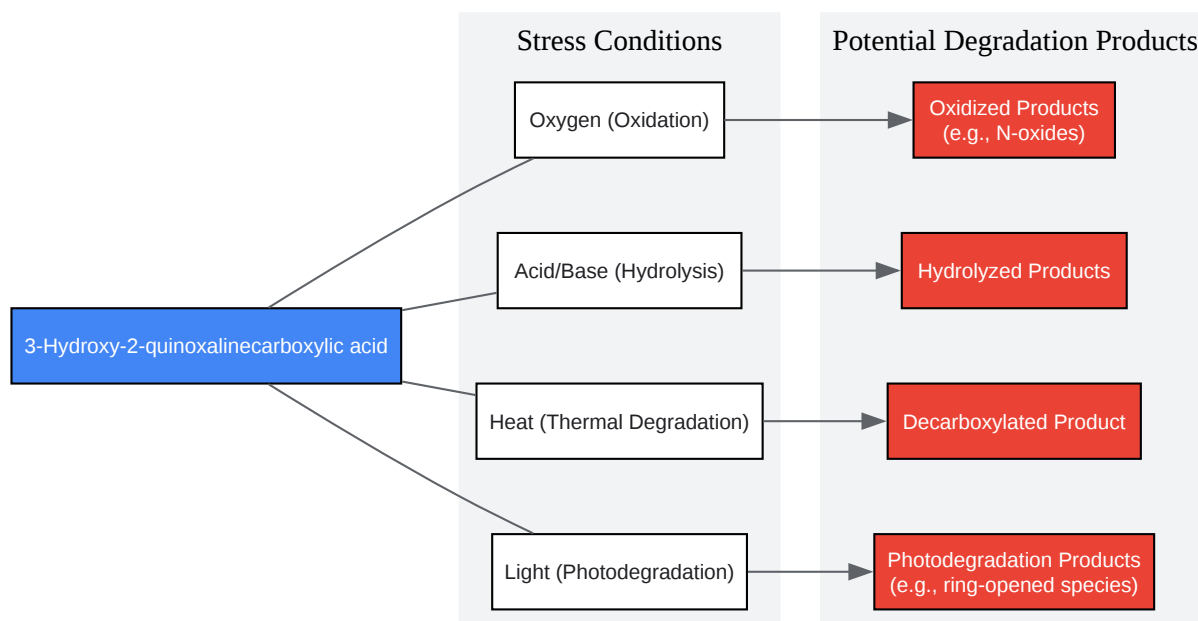 Stress Conditions
Potential Degradation Products
Oxygen (Oxidation)
Oxidized Products
(e.g., N-oxides)
Acid/Base (Hydrolysis)
Hydrolyzed Products
3-Hydroxy-2-quinoxalinecarboxylic acid
Heat (Thermal Degradation)
Decarboxylated Product
Light (Photodegradation)
Photodegradation Products
(e.g., ring-opened species)